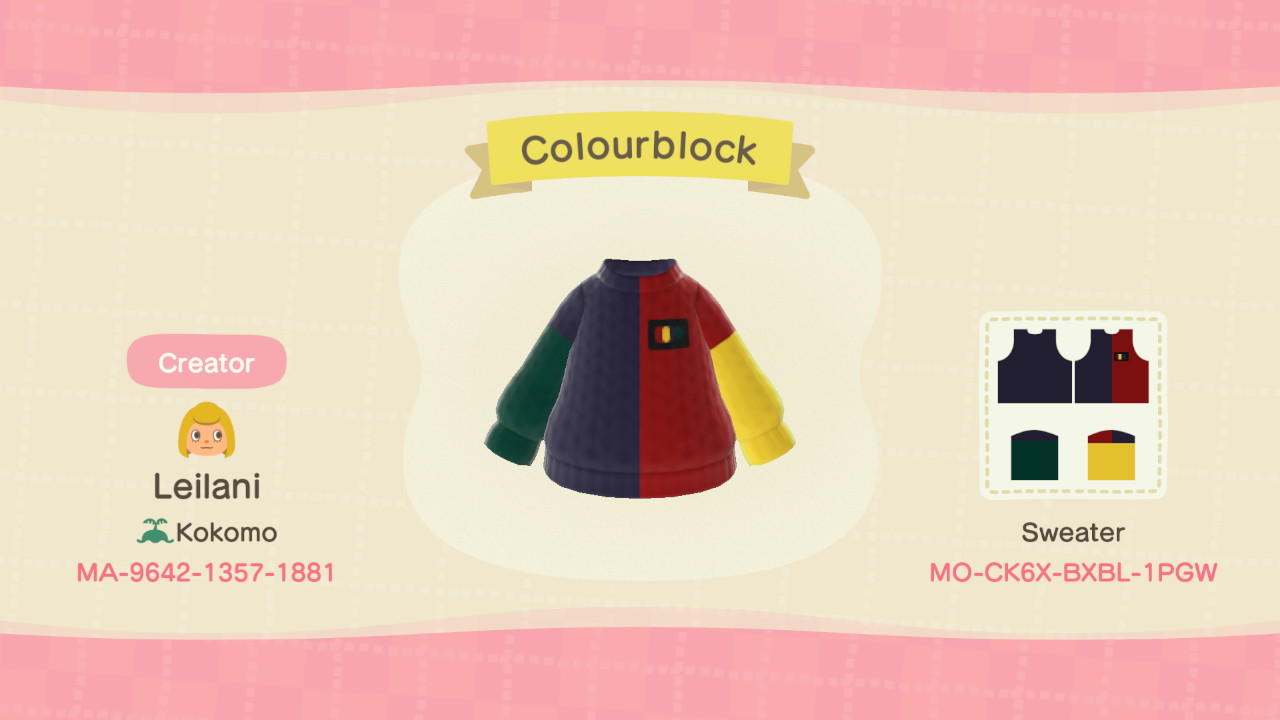 Colourblock
Creator
Leilani
Kokomo
MA-9642-1357-1881
Sweater
MO-CK6X-BXBL-1PGW